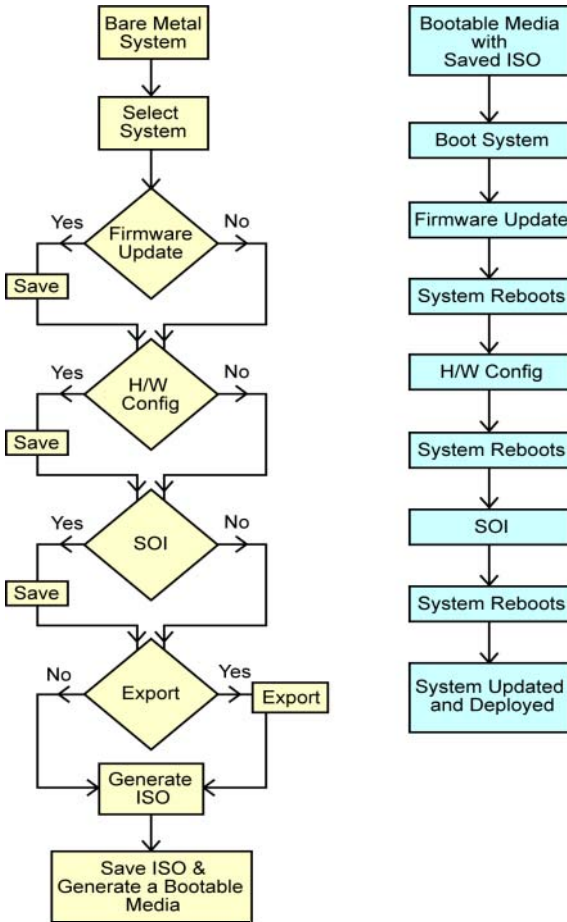 Bare Metal
System
Select
System
Yes
Firmware
Update
No
Save
Yes
H/W
Config
No
Save
Yes
SOI
No
Save
No
Export
Yes
Export
Generate
ISO
Save ISO &
Generate a Bootable
Media
Bootable Media
with
Saved ISO
Boot System
Firmware Update
System Reboots
H/W Config
System Reboots
SOI
System Reboots
System Updated
and Deployed